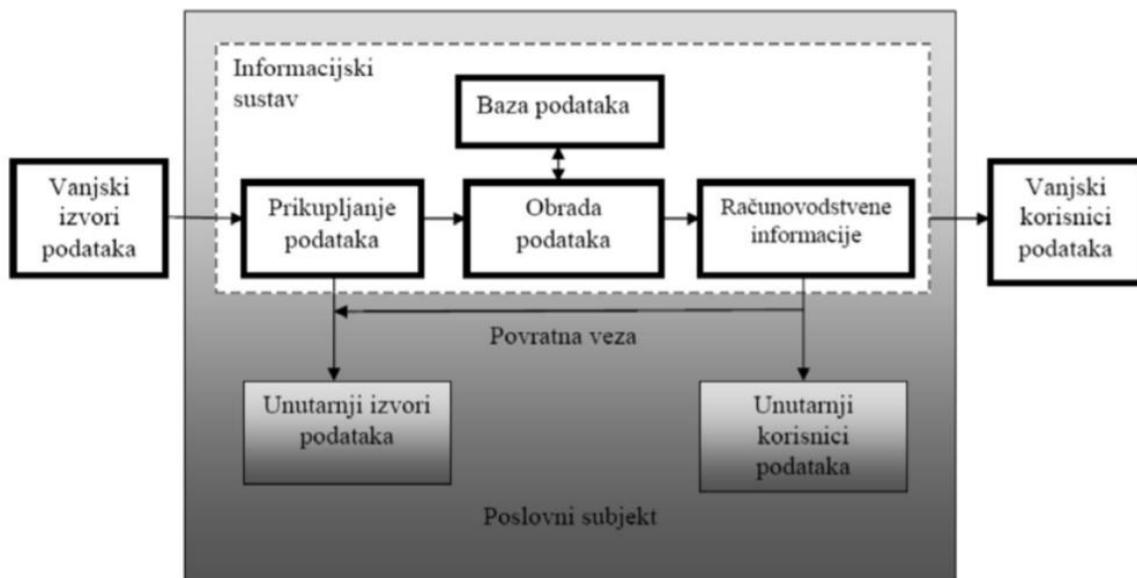 Informacijski
sustav
Baza podataka
Vanjski
izvori
podataka
Prikupljanje
podataka
Obrada
podataka
Računovodstvene
informacije
Vanjski
korisnici
podataka
Povratna veza
Unutarnji izvori
podataka
Unutarnji
korisnici
podataka
Poslovni subjekt